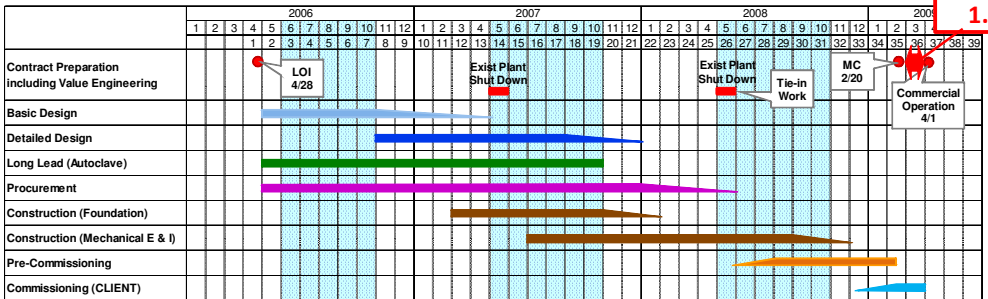 2006 2007 2008 2009
1 2 3 4 5 6 7 8 9 10 11 12 1 2 3 4 5 6 7 8 9 10 11 12 1 2 3 4 5 6 7 8 9 10 11 12 1 2 3
1 2 3 4 5 6 7 8 9 10 11 12 13 14 15 16 17 18 19 20 21 22 23 24 25 26 27 28 29 30 31 32 33 34 35 36 37 38 39
1.
Contract Preparation
including Value Engineering
LOI
4/28
Exist Plant
Shut Down
Exist Plant
Shut Down
Tie-in
Work
MC
2/20
Commercial
Operation
4/1
Basic Design
Detailed Design
Long Lead (Autoclave)
Procurement
Construction (Foundation)
Construction (Mechanical E & I)
Pre-Commissioning
Commissioning (CLIENT)